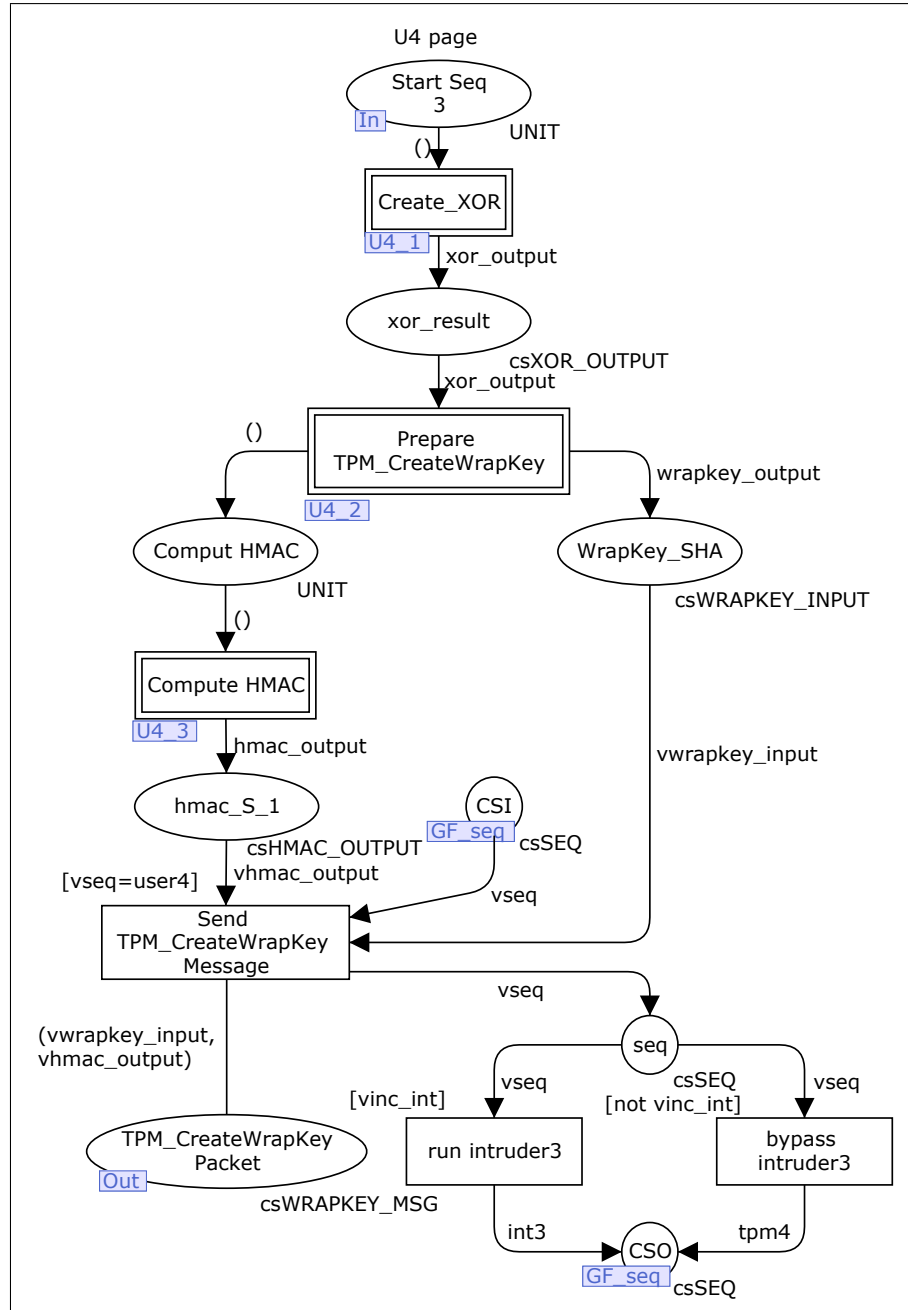 U4 page
Start Seq
3
In
UNIT
()
Create_XOR
U4_1
xor_output
xor_result
csXOR_OUTPUT
xor_output
()
Prepare
TPM_CreateWrapKey
wrapkey_output
U4_2
Comput HMAC
WrapKey_SHA
UNIT
csWRAPKEY_INPUT
()
Compute HMAC
U4_3
hmac_output
vwrapkey_input
hmac_S_1
CSI
GF_seq
csSEQ
csHMAC_OUTPUT
vhmac_output
[vseq=user4]
vseq
Send
TPM_CreateWrapKey
Message
vseq
(vwrapkey_input,
vhmac_output)
seq
csSEQ
vseq
vseq
[vinc_int]
[not vinc_int]
run intruder3
bypass
intruder3
TPM_CreateWrapKey
Packet
Out
csWRAPKEY_MSG
int3
tpm4
CSO
GF_seq
csSEQ